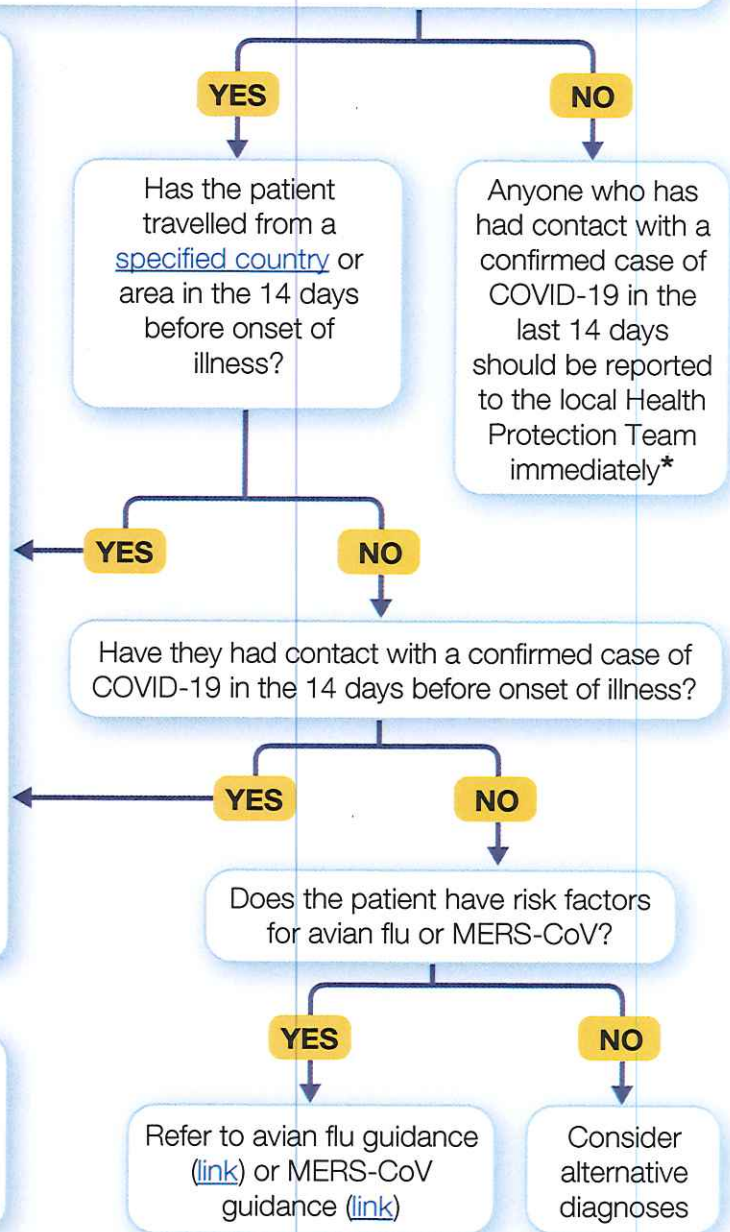 YES
NO
Has the patient
travelled from a
specified country or
area in the 14 days
before onset of
illness?
Anyone who has
had contact with a
confirmed case of
COVID-19 in the
last 14 days
should be reported
to the local Health
Protection Team
immediately*
YES
NO
Have they had contact with a confirmed case of
COVID-19 in the 14 days before onset of illness?
YES
NO
Does the patient have risk factors
for avian flu or MERS-CoV?
YES
NO
Refer to avian flu guidance
(link) or MERS-CoV
guidance (link)
Consider
alternative
diagnoses